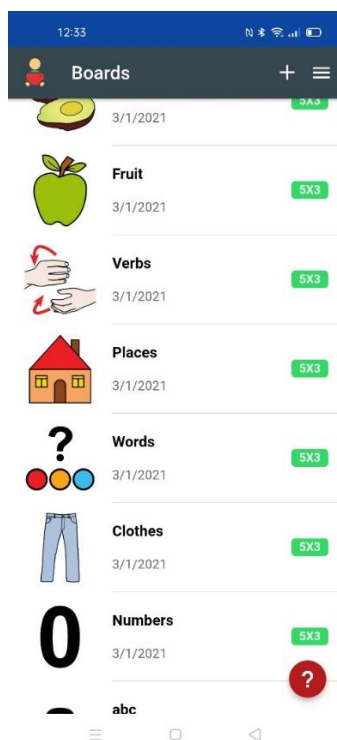 12:33
Boards
5X3
3/1/2021
Fruit
5X3
3/1/2021
Verbs
5X3
3/1/2021
Places
5X3
3/1/2021
?
Words
5X3
3/1/2021
Clothes
5X3
3/1/2021
0
Numbers
5X3
3/1/2021
?
abc